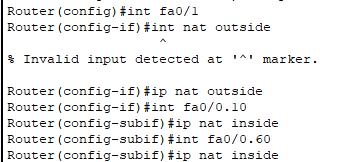 Router(config)#int fa0/1
Router(config-if)#int nat outside
^
% Invalid input detected at '^' marker.
Router(config-if)#ip nat outside
Router(config-if)#int fa0/0.10
Router(config-subif)#ip nat inside
Router(config-subif)#int fa0/0.60
Router(config-subif)#ip nat inside